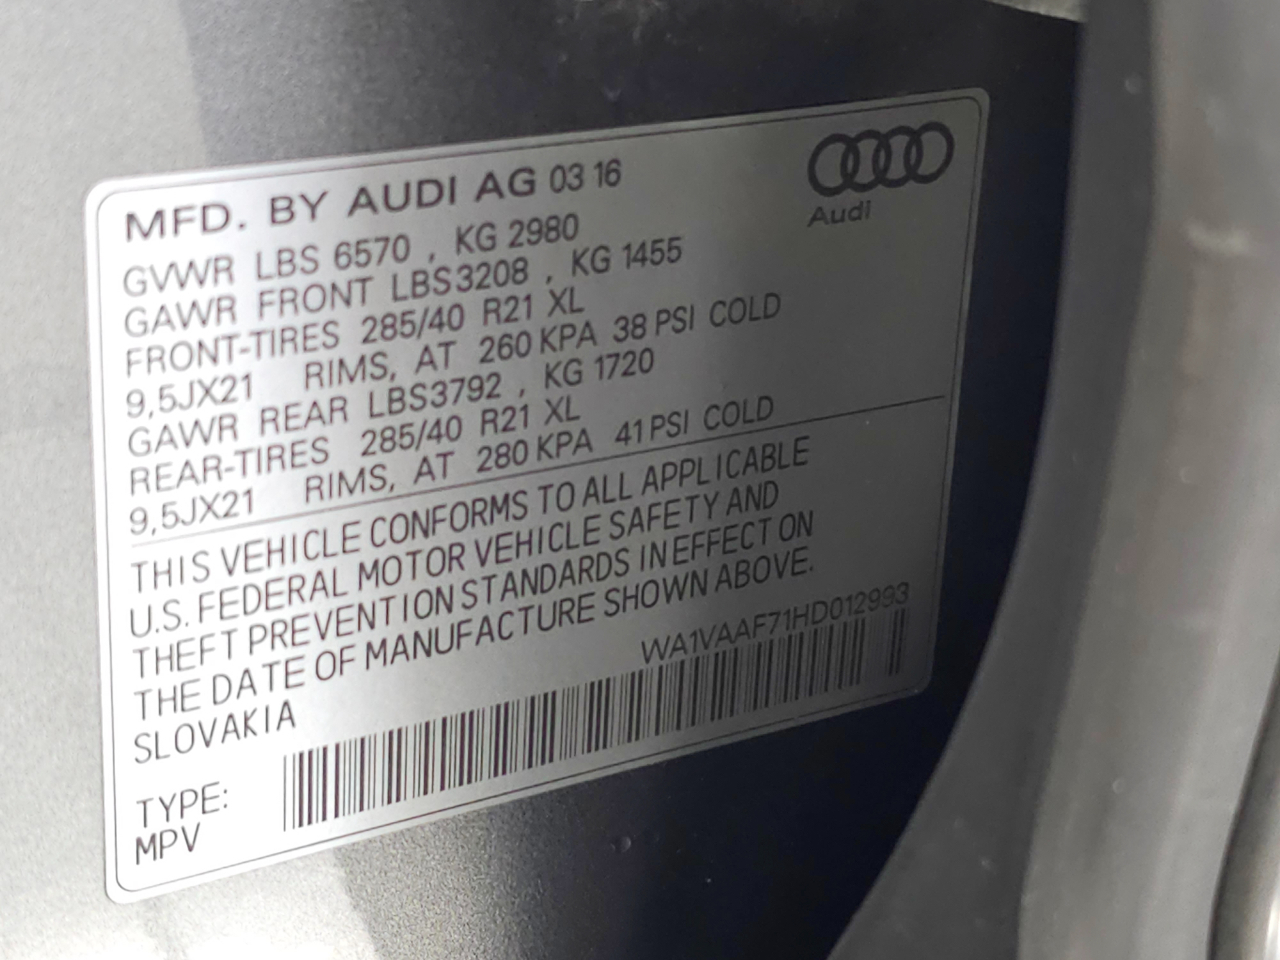 MFD. BY AUDI AG 03 16
Audi
GVWR LBS 6570 , KG 2980
GAWR FRONT LBS3208 , KG 1455
FRONT-TIRES 285/40 R21 XL
9,5JX21 RIMS, AT 260 KPA 38 PSI COLD
GAWR REAR LBS3792 , KG 1720
REAR-TIRES 285/40 R21 XL
9,5JX21 RIMS, AT 280 KPA 41 PSI COLD
THIS VEHICLE CONFORMS TO ALL APPLICABLE
U.S. FEDERAL MOTOR VEHICLE SAFETY AND
THEFT PREVENTION STANDARDS IN EFFECT ON
THE DATE OF MANUFACTURE SHOWN ABOVE.
SLOVAKIA
WA1VAAF71HD012993
TYPE:
MPV